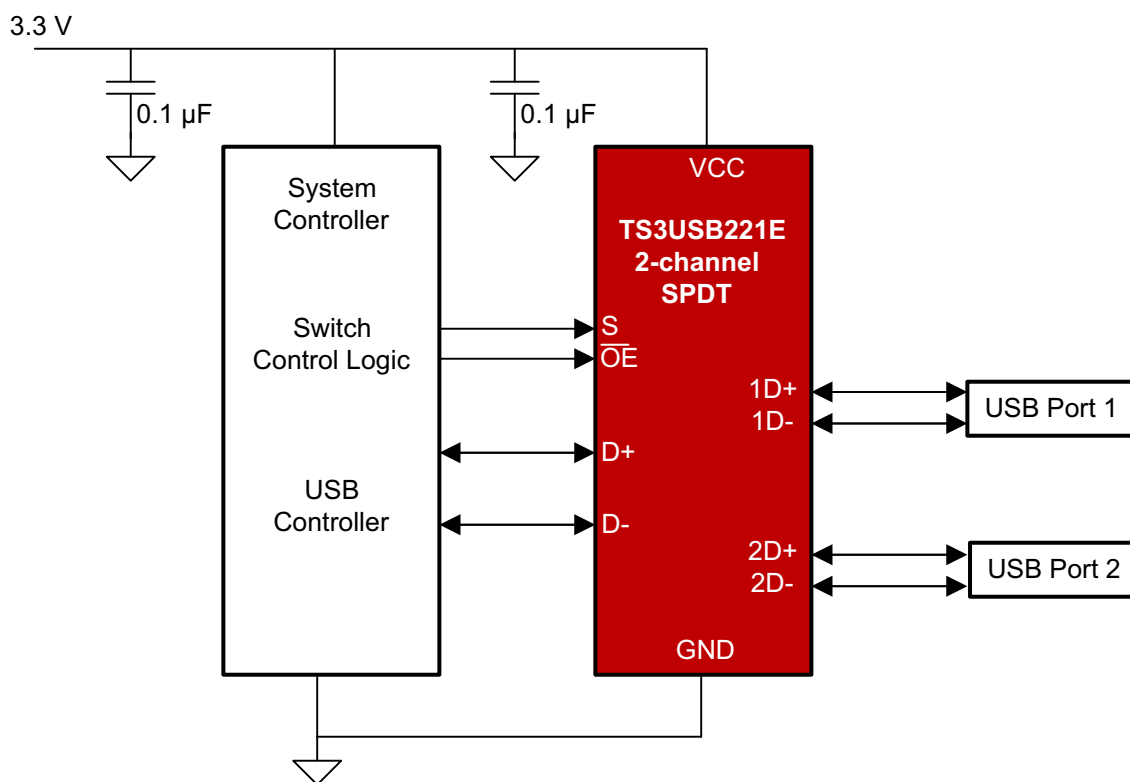 3.3 V
0.1 µF
0.1 µF
System
Controller
Switch
Control Logic
USB
Controller
VCC
TS3USB221E
2-channel
SPDT
S
OE
D+
D-
1D+
1D-
2D+
2D-
GND
USB Port 1
USB Port 2